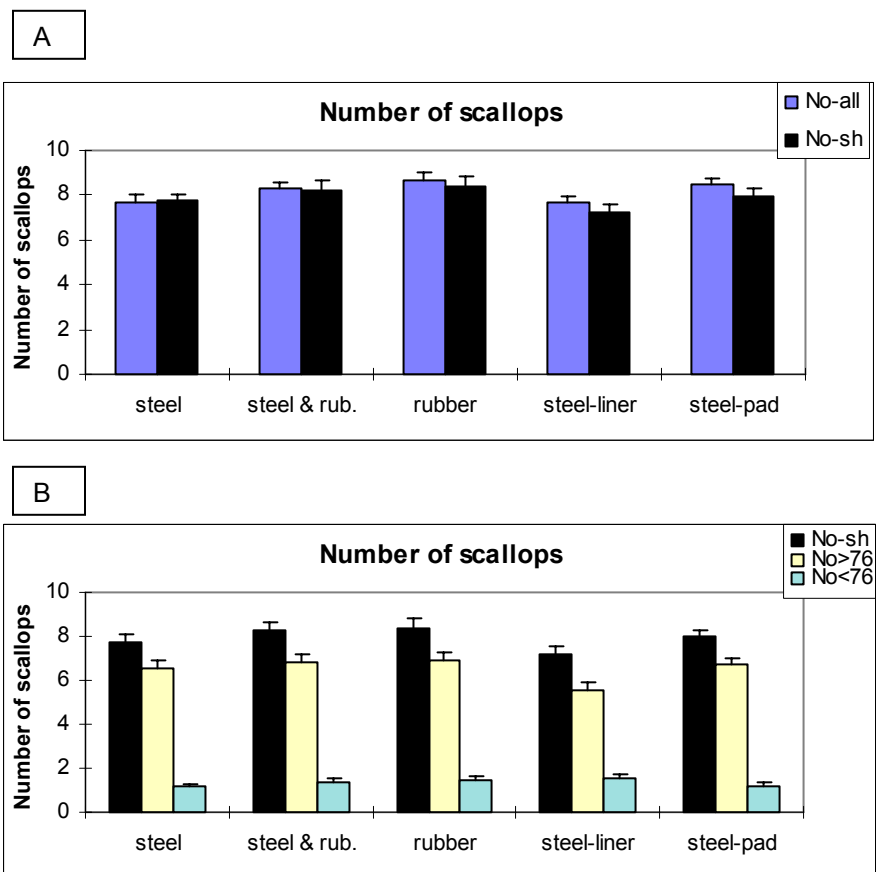 A
Number of scallops
No-all
No-sh
Number of scallops
10
8
6
4
2
0
steel
steel & rub.
rubber
steel-liner
steel-pad
B
Number of scallops
No-sh
No>76
No<76
Number of scallops
10
8
6
4
2
0
steel
steel & rub.
rubber
steel-liner
steel-pad